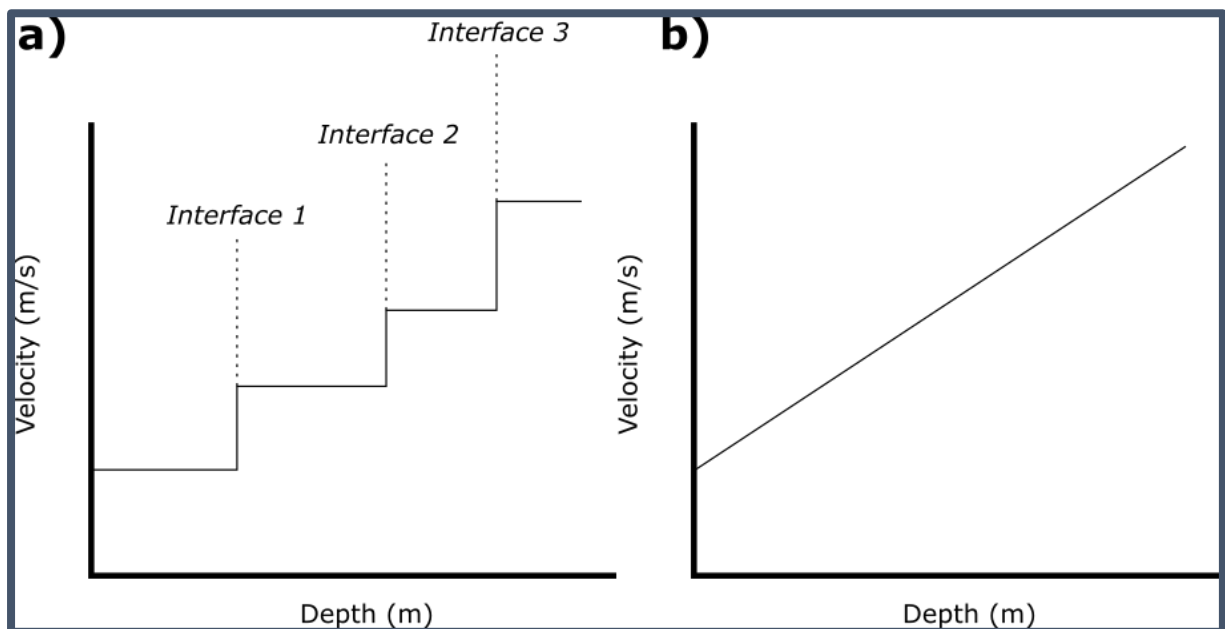 a)
Interface 3
Interface 2
Interface 1
Velocity (m/s)
Depth (m)
b)
Velocity (m/s)
Depth (m)